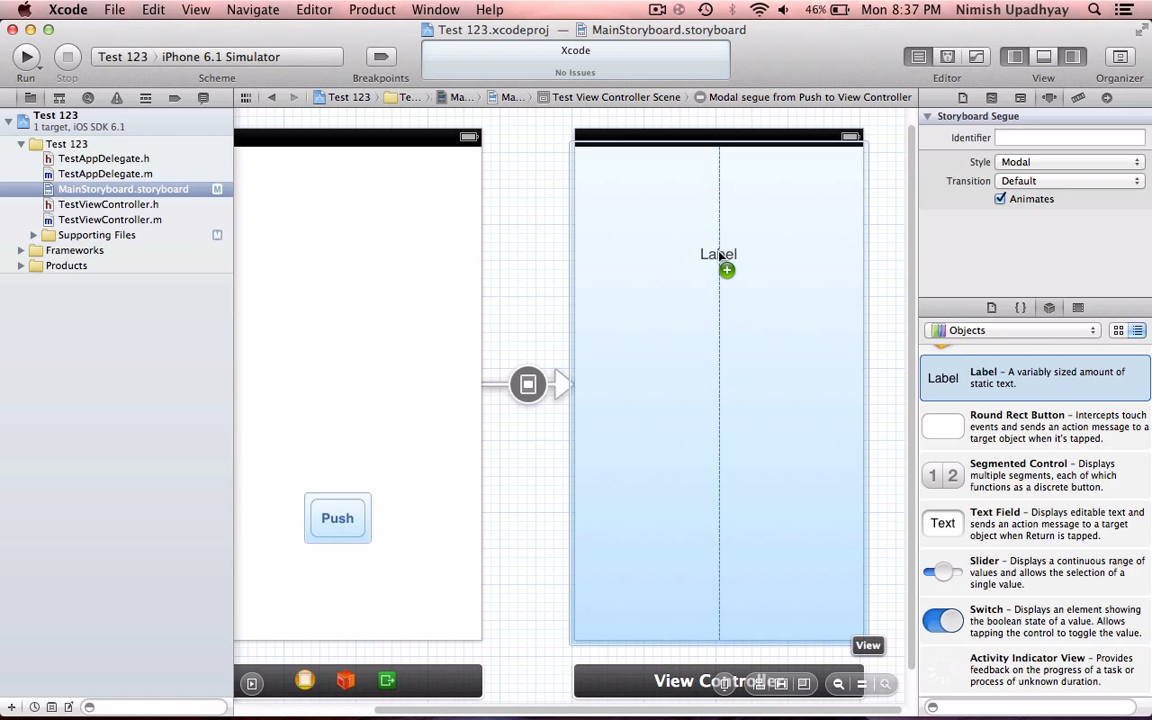 Xcode File Edit View Navigate Editor Product Window Help 46% Mon 8:37 PM Nimish Upadhyay
Test 123.xcodeproj — MainStoryboard.storyboard
Test 123 iPhone 6.1 Simulator
Xcode
No Issues
Run Stop Scheme Breakpoints Editor View Organizer
Test 123 Te... Ma... Ma... Test View Controller Scene Modal segue from Push to View Controller
Test 123
1 target, iOS SDK 6.1
Test 123
TestAppDelegate.h
TestAppDelegate.m
MainStoryboard.storyboard M
TestViewController.h
TestViewController.m
Supporting Files
Frameworks
Products
Label
Push
View
View Controller
Storyboard Segue
Identifier
Style Modal
Transition Default
Animates
Objects
Label
Label – A variably sized amount of
static text.
Round Rect Button – Intercepts touch
events and sends an action message to a
target object when it's tapped.
1 2
Segmented Control – Displays
multiple segments, each of which
functions as a discrete button.
Text
Text Field – Displays editable text and
sends an action message to a target
object when Return is tapped.
Slider – Displays a continuous range of
values and allows the selection of a
single value.
Switch – Displays an element showing
the boolean state of a value. Allows
tapping the control to toggle the value.
Activity Indicator View – Provides
feedback on the progress of a task or
process of unknown duration.